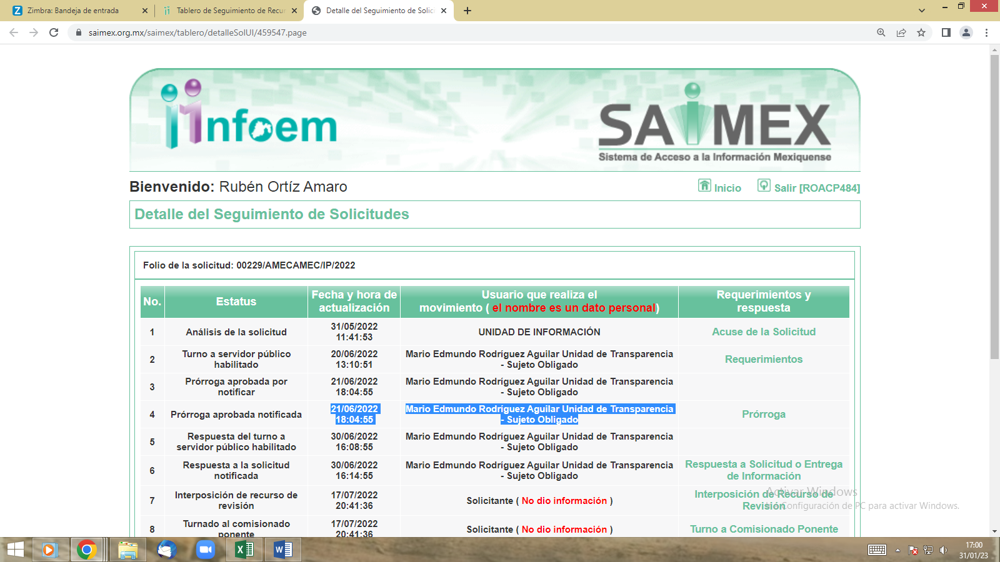 Zimbra: Bandeja de entrada
Tablero de Seguimiento de Recur
Detalle del Seguimiento de Solic
saimex.org.mx/saimex/tablero/detalleSolUI/459547.page
infoem
SAIMEX
Sistema de Acceso a la Información Mexiquense
Bienvenido: Rubén Ortíz Amaro
Inicio
Salir [ROACP484]
Detalle del Seguimiento de Solicitudes
Folio de la solicitud: 00229/AMECAMEC/IP/2022
No.
Estatus
Fecha y hora de
actualización
Usuario que realiza el
movimiento ( el nombre es un dato personal)
Requerimientos y
respuesta
1
Análisis de la solicitud
31/05/2022
11:41:53
UNIDAD DE INFORMACIÓN
Acuse de la Solicitud
2
Turno a servidor público
habilitado
20/06/2022
13:10:51
Mario Edmundo Rodríguez Aguilar Unidad de Transparencia
- Sujeto Obligado
Requerimientos
3
Prórroga aprobada por
notificar
21/06/2022
18:04:55
Mario Edmundo Rodríguez Aguilar Unidad de Transparencia
- Sujeto Obligado
4
Prórroga aprobada notificada
21/06/2022
18:04:55
Mario Edmundo Rodríguez Aguilar Unidad de Transparencia
- Sujeto Obligado
Prórroga
5
Respuesta del turno a
servidor público habilitado
30/06/2022
16:08:55
Mario Edmundo Rodríguez Aguilar Unidad de Transparencia
- Sujeto Obligado
6
Respuesta a la solicitud
notificada
30/06/2022
16:14:55
Mario Edmundo Rodríguez Aguilar Unidad de Transparencia
- Sujeto Obligado
Respuesta a Solicitud o Entrega
de Información
7
Interposición de recurso de
revisión
17/07/2022
20:41:36
Solicitante ( No dio información )
Interposición de Recurso de
Revisión
8
Turnado al comisionado
ponente
17/07/2022
20:41:36
Solicitante ( No dio información )
Turno a Comisionado Ponente
Activar Windows
Configuración de PC para activar Windows.
17:00
31/01/23